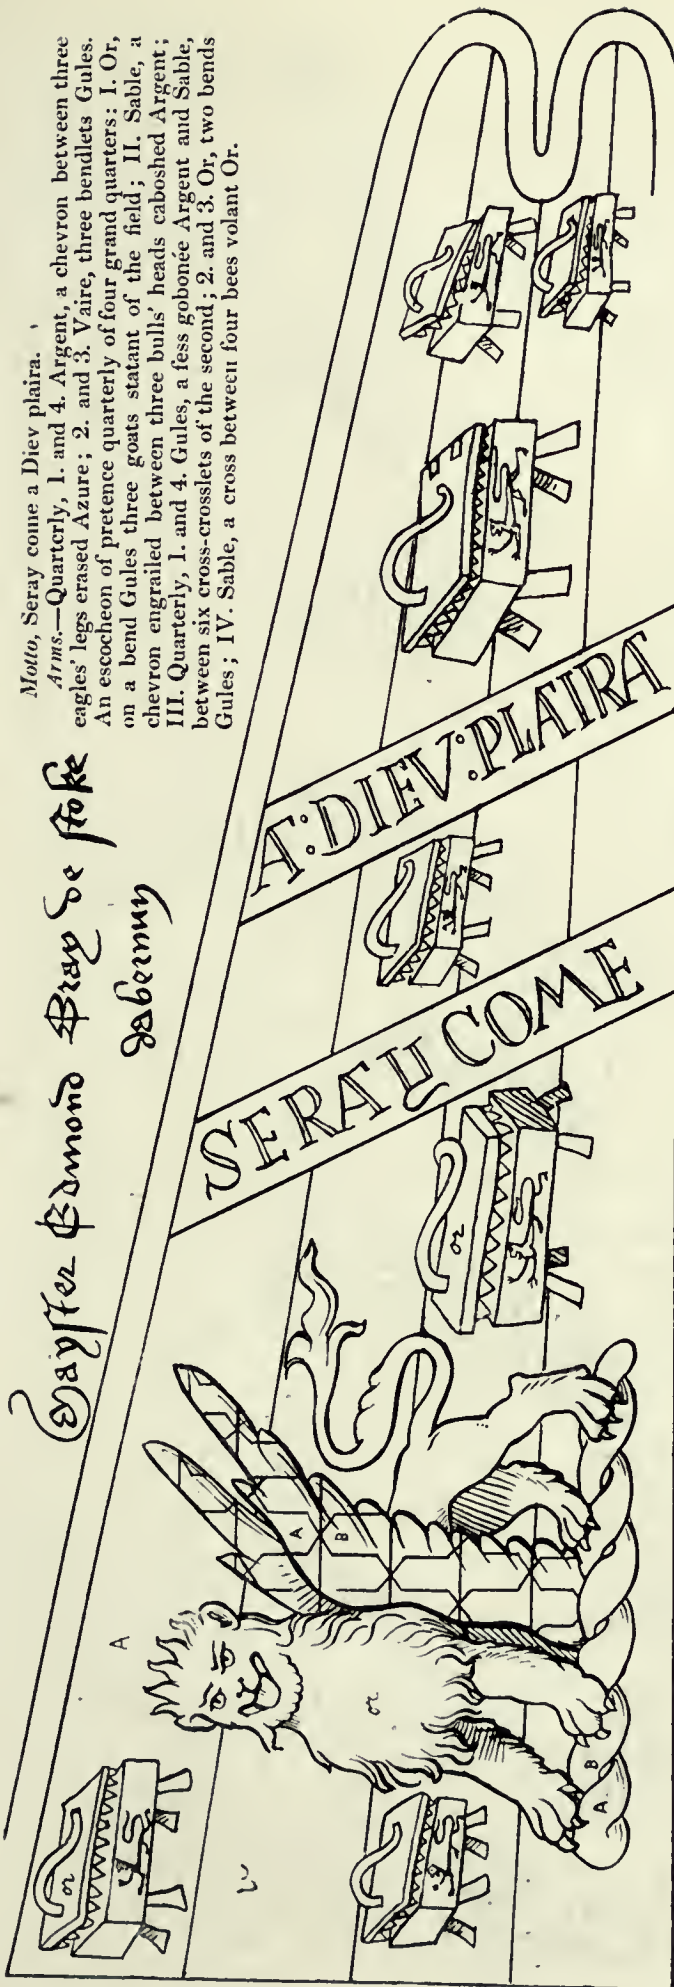 Mayster Edmond Bray de stoke
dabernun
Motto, Seray come a Diev plaira.
Arms.—Quarterly, 1. and 4. Argent, a chevron between three
eagles' legs erased Azure; 2. and 3. Vaire, three bendlets Gules.
An escocheon of pretence quarterly of four grand quarters: I. Or,
on a bend Gules three goats statant of the field; II. Sable, a
chevron engrailed between three bulls' heads caboshed Argent;
III. Quarterly, 1. and 4. Gules, a fess gobonée Argent and Sable,
between six cross-crosslets of the second; 2. and 3. Or, two bends
Gules; IV. Sable, a cross between four bees volant Or.
A
or
or
A
B
A
B
or
SERAY COME
A:DIEV:PLAIRA